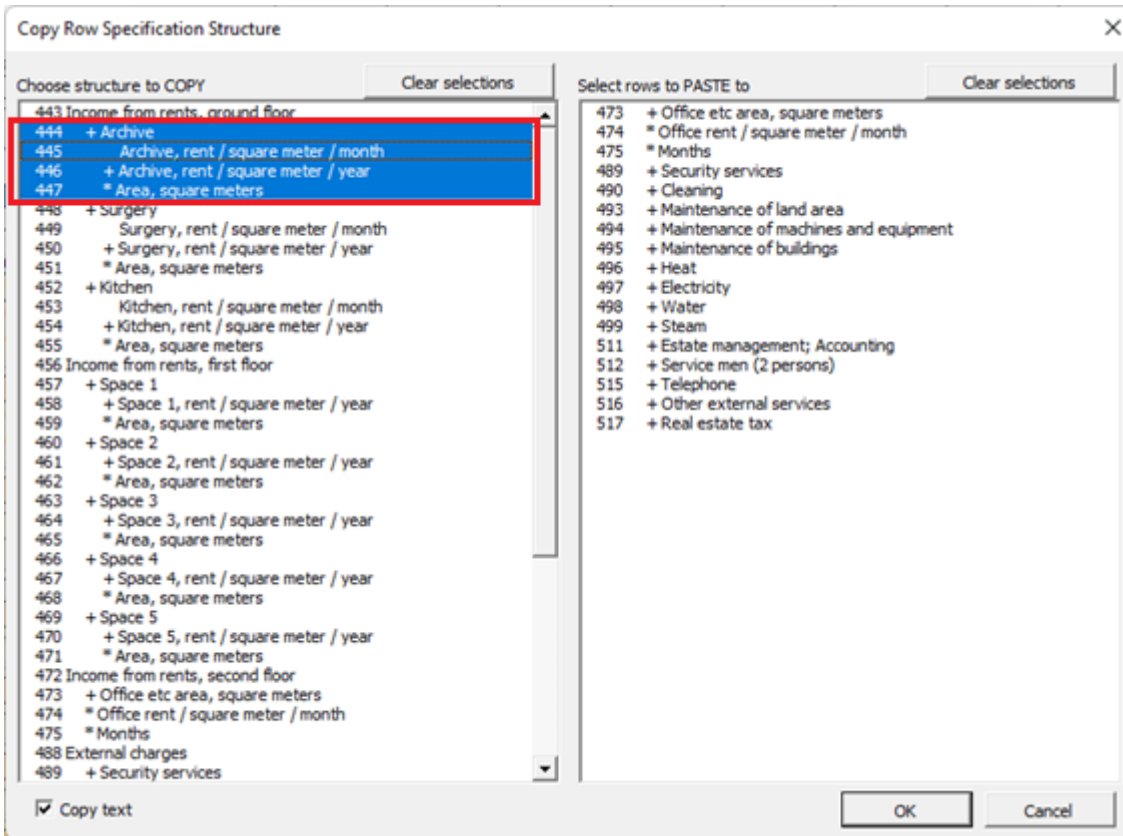 Copy Row Specification Structure
Choose structure to COPY
Clear selections
443 Income from rents, ground floor
444 + Archive
445 Archive, rent / square meter / month
446 + Archive, rent / square meter / year
447 * Area, square meters
448 + Surgery
449 Surgery, rent / square meter / month
450 + Surgery, rent / square meter / year
451 * Area, square meters
452 + Kitchen
453 Kitchen, rent / square meter / month
454 + Kitchen, rent / square meter / year
455 * Area, square meters
456 Income from rents, first floor
457 + Space 1
458 + Space 1, rent / square meter / year
459 * Area, square meters
460 + Space 2
461 + Space 2, rent / square meter / year
462 * Area, square meters
463 + Space 3
464 + Space 3, rent / square meter / year
465 * Area, square meters
466 + Space 4
467 + Space 4, rent / square meter / year
468 * Area, square meters
469 + Space 5
470 + Space 5, rent / square meter / year
471 * Area, square meters
472 Income from rents, second floor
473 + Office etc area, square meters
474 * Office rent / square meter / month
475 * Months
488 External charges
489 + Security services
Copy text
Select rows to PASTE to
Clear selections
473 + Office etc area, square meters
474 * Office rent / square meter / month
475 * Months
489 + Security services
490 + Cleaning
493 + Maintenance of land area
494 + Maintenance of machines and equipment
495 + Maintenance of buildings
496 + Heat
497 + Electricity
498 + Water
499 + Steam
511 + Estate management; Accounting
512 + Service men (2 persons)
515 + Telephone
516 + Other external services
517 + Real estate tax
OK
Cancel